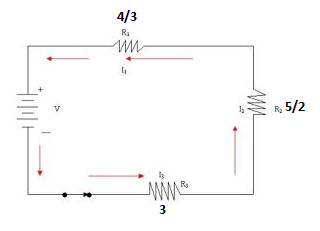 4/3
R₁
I₁
+
V
I₂
R₂ 5/2
—
I₃
R₃
3